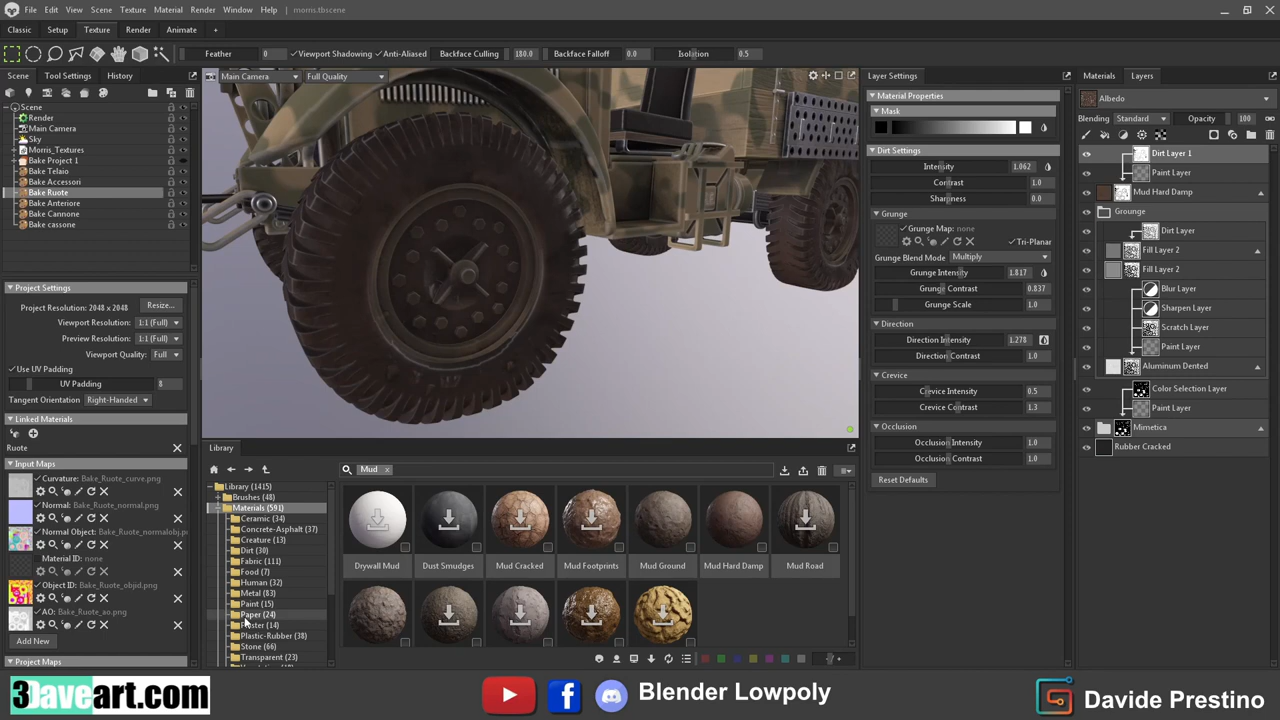 File Edit View Scene Texture Material Render Window Help morris.tbscene
Classic Setup Texture Render Animate +
Feather 0 Viewport Shadowing Anti-Aliased Backface Culling 180.0 Backface Falloff 0.0 Isolation 0.5
Scene Tool Settings History
Main Camera Full Quality
Scene
Render
Main Camera
Sky
Morris_Textures
Bake Project 1
Bake Telaio
Bake Accessori
Bake Ruote
Bake Anteriore
Bake Cannone
Bake cassone
Project Settings
Project Resolution: 2048 x 2048 Resize...
Viewport Resolution: 1:1 (Full)
Preview Resolution: 1:1 (Full)
Viewport Quality: Full
Use UV Padding
UV Padding 8
Tangent Orientation Right-Handed
Linked Materials
Ruote
Input Maps
Curvature: Bake_Ruote_curve.png
Normal: Bake_Ruote_normal.png
Normal Object: Bake_Ruote_normalobj.p
Material ID: none
Object ID: Bake_Ruote_objid.png
AO: Bake_Ruote_ao.png
Add New
Project Maps
Library
Mud x
Library (1415)
Brushes (48)
Materials (591)
Ceramic (34)
Concrete-Asphalt (37)
Creature (13)
Dirt (30)
Fabric (111)
Food (7)
Human (32)
Metal (83)
Paint (15)
Paper (24)
Plastic-Rubber (38)
Stone (66)
Transparent (23)
Drywall Mud Dust Smudges Mud Cracked Mud Footprints Mud Ground Mud Hard Damp Mud Road
Layer Settings
Material Properties
Mask
Dirt Settings
Intensity 1.062
Contrast 1.0
Sharpness 0.0
Grunge
Grunge Map: none
Tri-Planar
Grunge Blend Mode Multiply
Grunge Intensity 1.817
Grunge Contrast 0.837
Grunge Scale 1.0
Direction
Direction Intensity 1.278
Direction Contrast 1.0
Crevice
Crevice Intensity 0.5
Crevice Contrast 1.3
Occlusion
Occlusion Intensity 1.0
Occlusion Contrast 1.0
Reset Defaults
Materials Layers
Albedo
Blending Standard Opacity 100
Dirt Layer 1
Paint Layer
Mud Hard Damp
Grounge
Dirt Layer
Fill Layer 2
Fill Layer 2
Blur Layer
Sharpen Layer
Scratch Layer
Paint Layer
Aluminum Dented
Color Selection Layer
Paint Layer
Mimetica
Rubber Cracked
3Daveart.com
Blender Lowpoly
Davide Prestino